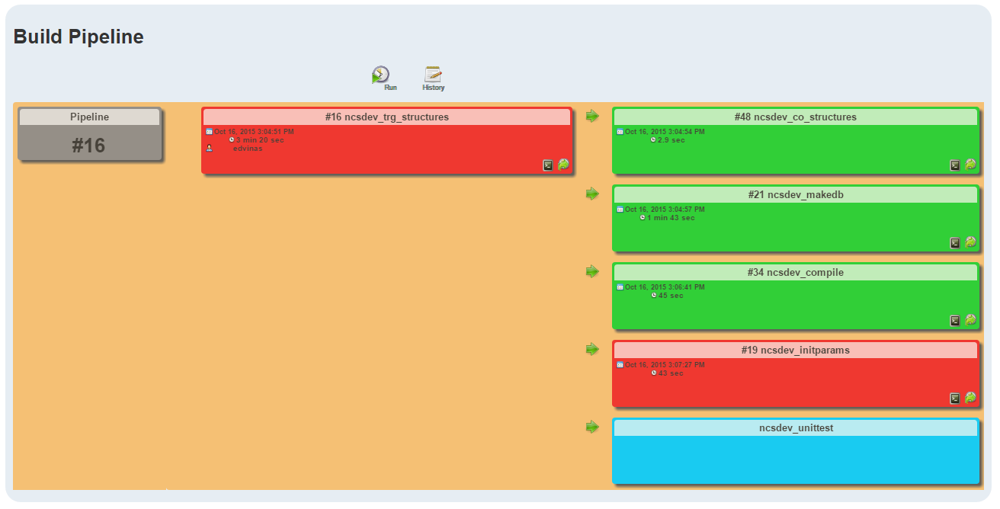 Build Pipeline
Run
History
Pipeline
#16
#16 ncsdev_trg_structures
Oct 16, 2015 3:04:51 PM
3 min 20 sec
edvinas
#48 ncsdev_co_structures
Oct 16, 2015 3:04:54 PM
2.9 sec
#21 ncsdev_makedb
Oct 16, 2015 3:04:57 PM
1 min 43 sec
#34 ncsdev_compile
Oct 16, 2015 3:06:41 PM
45 sec
#19 ncsdev_initparams
Oct 16, 2015 3:07:27 PM
43 sec
ncsdev_unittest